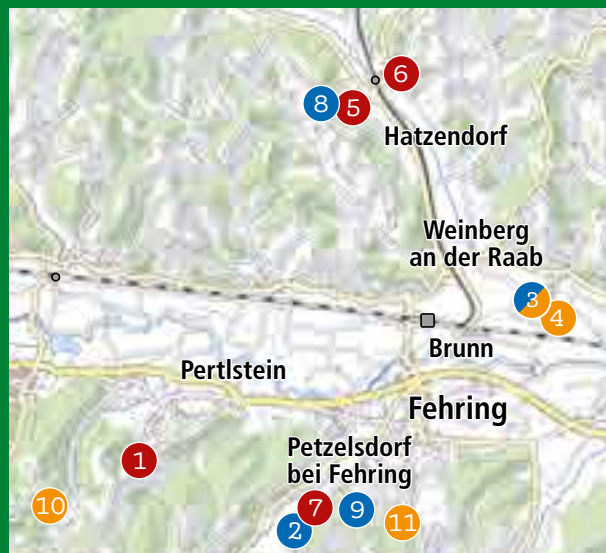 6
8
5
Hatzendorf
Weinberg
an der Raab
3
4
Brunn
Pertlstein
Fehring
Petzelsdorf
bei Fehring
1
10
7
9
2
11